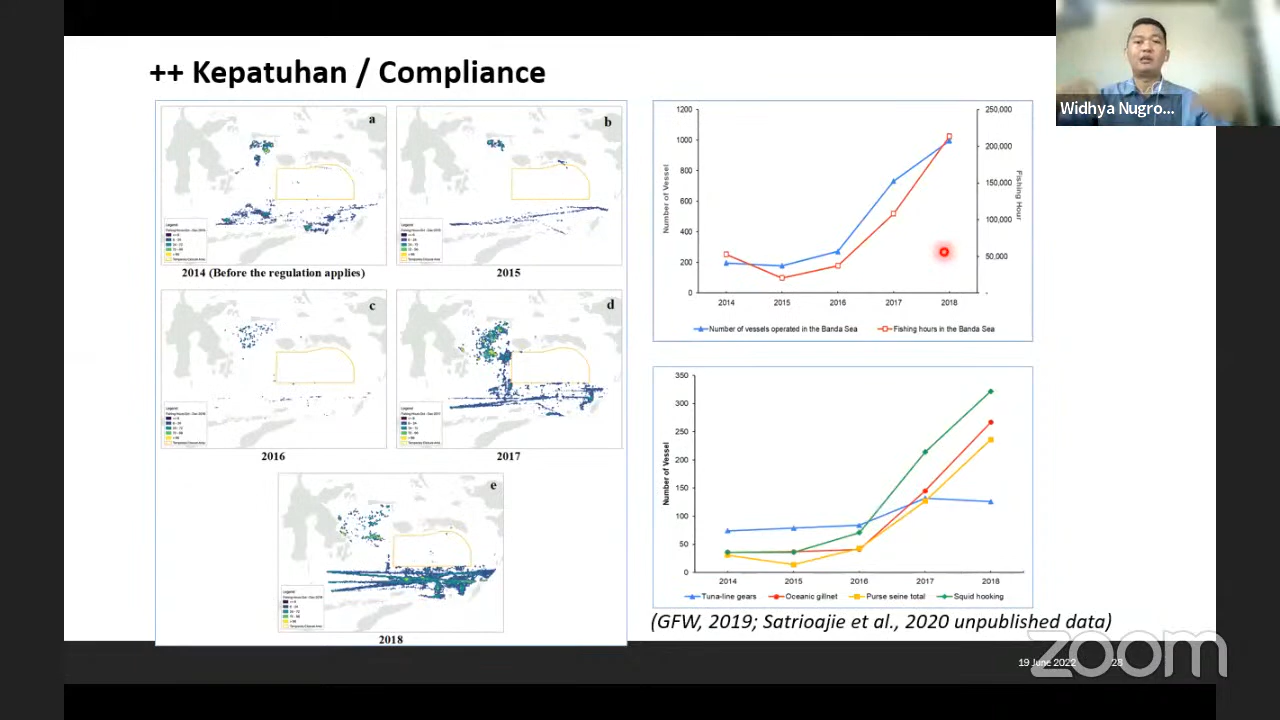 ++ Kepatuhan / Compliance
Widhya Nugro...
a
2014 (Before the regulation applies)
b
2015
c
2016
d
2017
e
2018
1200
1000
800
600
400
200
0
Number of Vessel
250,000
200,000
150,000
100,000
50,000
-
Fishing Hour
2014 2015 2016 2017 2018
Number of vessels operated in the Banda Sea Fishing hours in the Banda Sea
350
300
250
200
150
100
50
0
Number of Vessel
2014 2015 2016 2017 2018
Tuna-line gears Oceanic gillnet Purse seine total Squid hooking
(GFW, 2019; Satrioajie et al., 2020 unpublished data)
19 June 2022 28
zoom